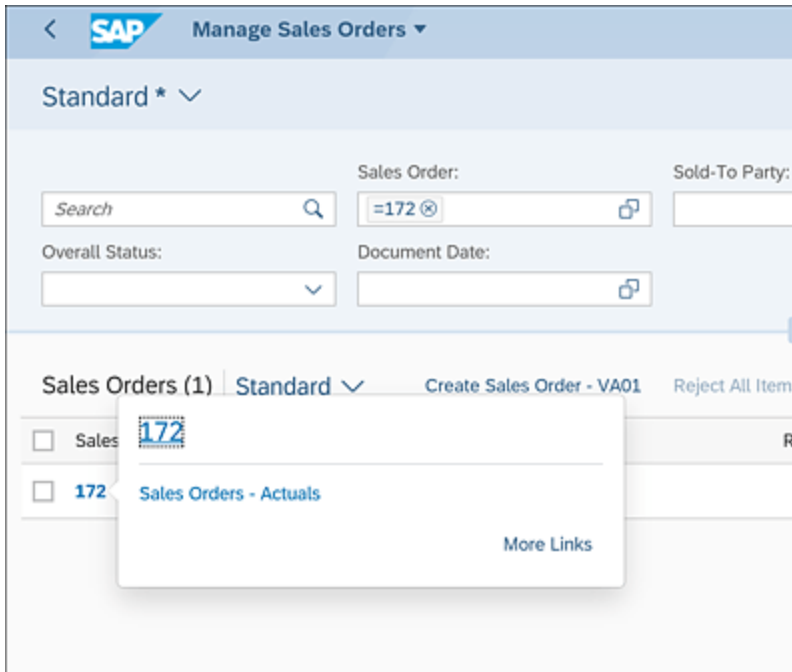 SAP Manage Sales Orders
Standard *
Sales Order: Sold-To Party:
Search =172
Overall Status: Document Date:
Sales Orders (1) Standard Create Sales Order - VA01 Reject All Item
Sales 172 R
172 Sales Orders - Actuals
More Links